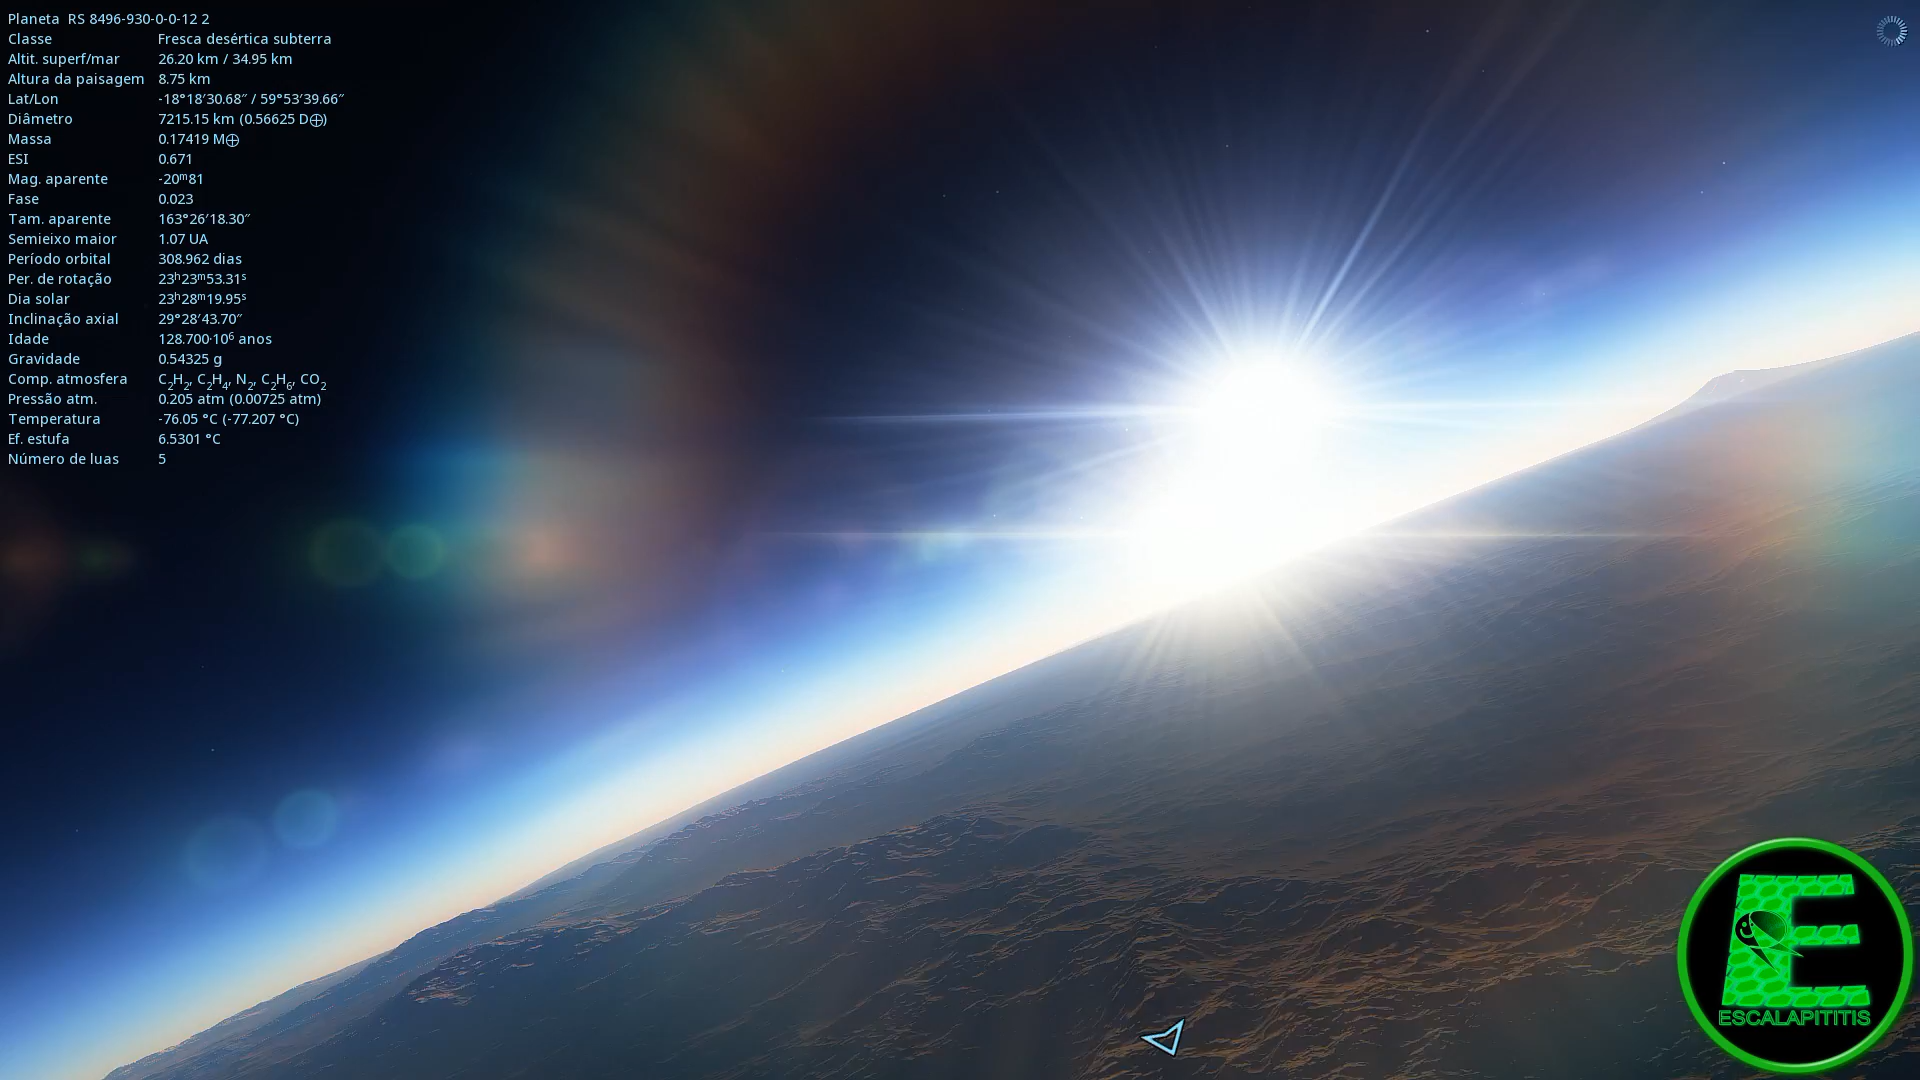 Planeta RS 8496-930-0-0-12 2
Classe Fresca desértica subterra
Altit. superf/mar 26.20 km / 34.95 km
Altura da paisagem 8.75 km
Lat/Lon -18°18′30.68″ / 59°53′39.66″
Diâmetro 7215.15 km (0.56625 D⊕)
Massa 0.17419 M⊕
ESI 0.671
Mag. aparente -20ᵐ81
Fase 0.023
Tam. aparente 163°26′18.30″
Semieixo maior 1.07 UA
Período orbital 308.962 dias
Per. de rotação 23ʰ23ᵐ53.31ˢ
Dia solar 23ʰ28ᵐ19.95ˢ
Inclinação axial 29°28′43.70″
Idade 128.700·10⁶ anos
Gravidade 0.54325 g
Comp. atmosfera C₂H₂, C₂H₄, N₂, C₂H₆, CO₂
Pressão atm. 0.205 atm (0.00725 atm)
Temperatura -76.05 °C (-77.207 °C)
Ef. estufa 6.5301 °C
Número de luas 5
E
ESCALAPITITIS